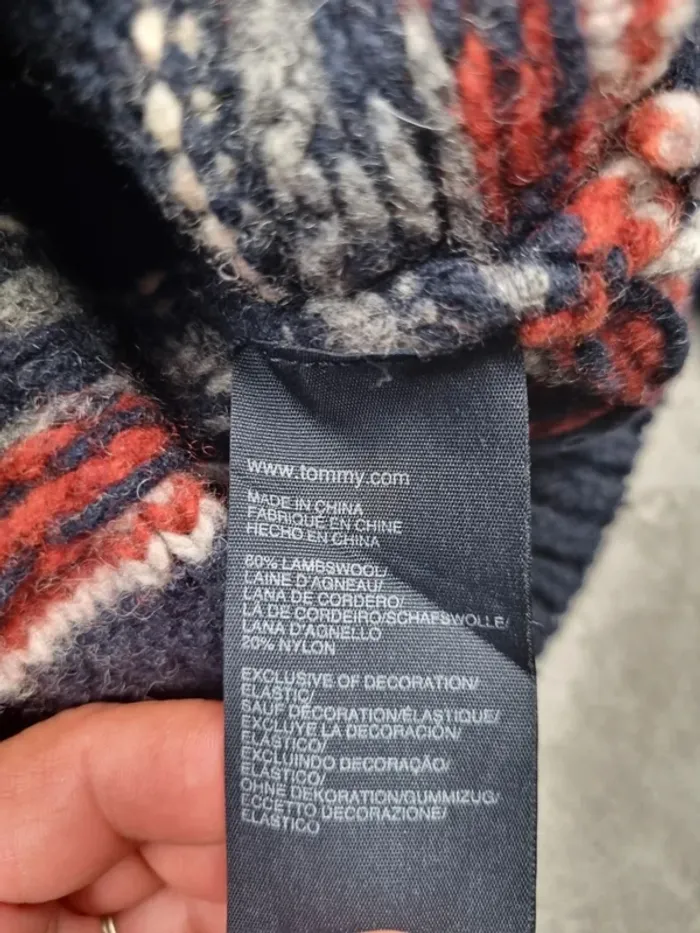 www.tommy.com
MADE IN CHINA
FABRIQUÉ EN CHINE
HECHO EN CHINA
80% LAMBSWOOL/
LAINE D'AGNEAU/
LANA DE CORDERO/
LÃ DE CORDEIRO/SCHAFSWOLLE/
LANA D'AGNELLO
20% NYLON
EXCLUSIVE OF DECORATION/
ELASTIC/
SAUF DÉCORATION/ÉLASTIQUE/
EXCLUYE LA DECORACIÓN/
ELÁSTICO/
EXCLUINDO DECORAÇÃO/
ELÁSTICO/
OHNE DEKORATION/GUMMIZUG/
ECCETTO DECORAZIONE/
ELASTICO